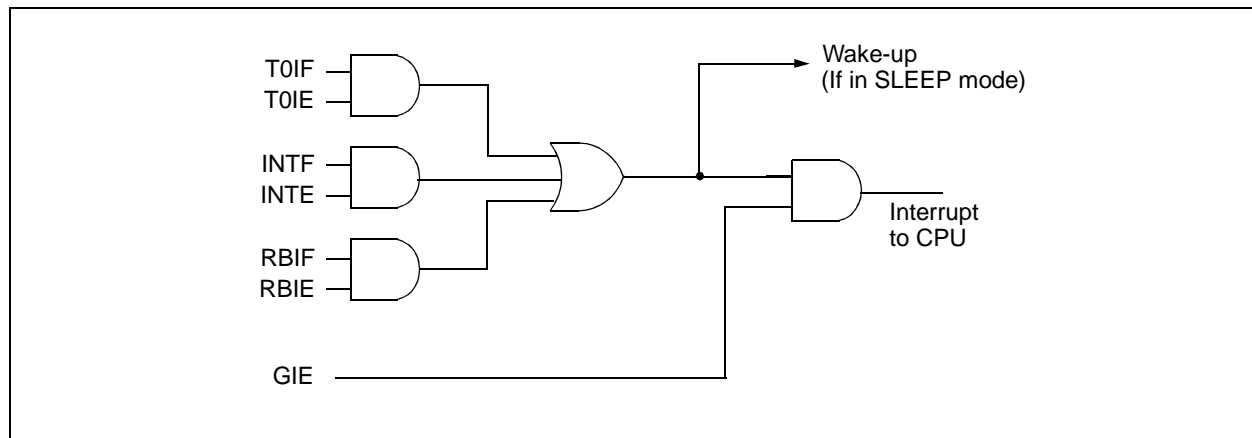 T0IF
T0IE
INTF
INTE
RBIF
RBIE
GIE
Wake-up
(If in SLEEP mode)
Interrupt
to CPU